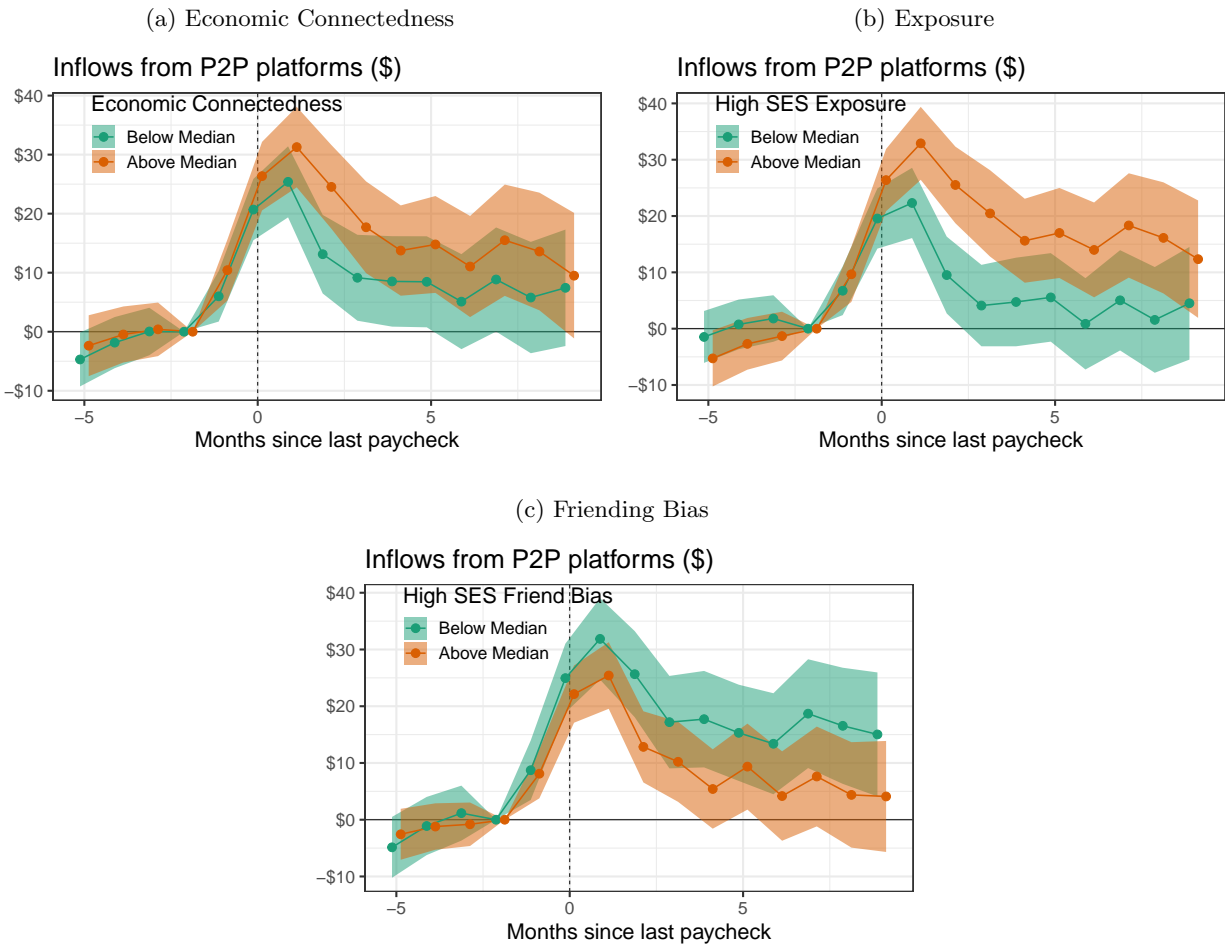 (a) Economic Connectedness
Inflows from P2P platforms ($)
Economic Connectedness
Below Median
Above Median
$40
$30
$20
$10
$0
−$10
−5
0
5
Months since last paycheck
(b) Exposure
Inflows from P2P platforms ($)
High SES Exposure
Below Median
Above Median
$40
$30
$20
$10
$0
−$10
−5
0
5
Months since last paycheck
(c) Friending Bias
Inflows from P2P platforms ($)
High SES Friend Bias
Below Median
Above Median
$40
$30
$20
$10
$0
−$10
−5
0
5
Months since last paycheck